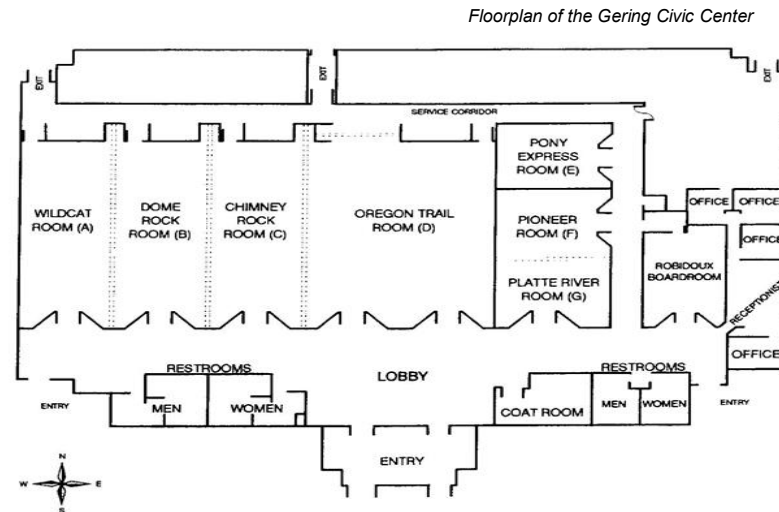 Floorplan of the Gering Civic Center
EXIT
EXIT
EXIT
SERVICE CORRIDOR
PONY
EXPRESS
ROOM (E)
WILDCAT
ROOM (A)
DOME
ROCK
ROOM (B)
CHIMNEY
ROCK
ROOM (C)
OREGON TRAIL
ROOM (D)
PIONEER
ROOM (F)
PLATTE RIVER
ROOM (G)
OFFICE
OFFICE
OFFICE
ROBIDOUX
BOARDROOM
RECEPTIONIST
OFFICE
RESTROOMS
LOBBY
RESTROOMS
ENTRY
MEN
WOMEN
COAT ROOM
MEN
WOMEN
ENTRY
ENTRY
N
W
E
S